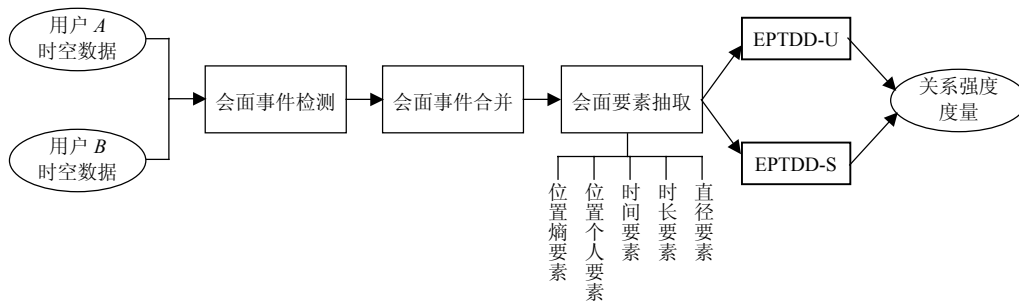 用户 A
时空数据
用户 B
时空数据
会面事件检测
会面事件合并
会面要素抽取
位置熵要素
位置个人要素
时间要素
时长要素
直径要素
EPTDD-U
EPTDD-S
关系强度
度量